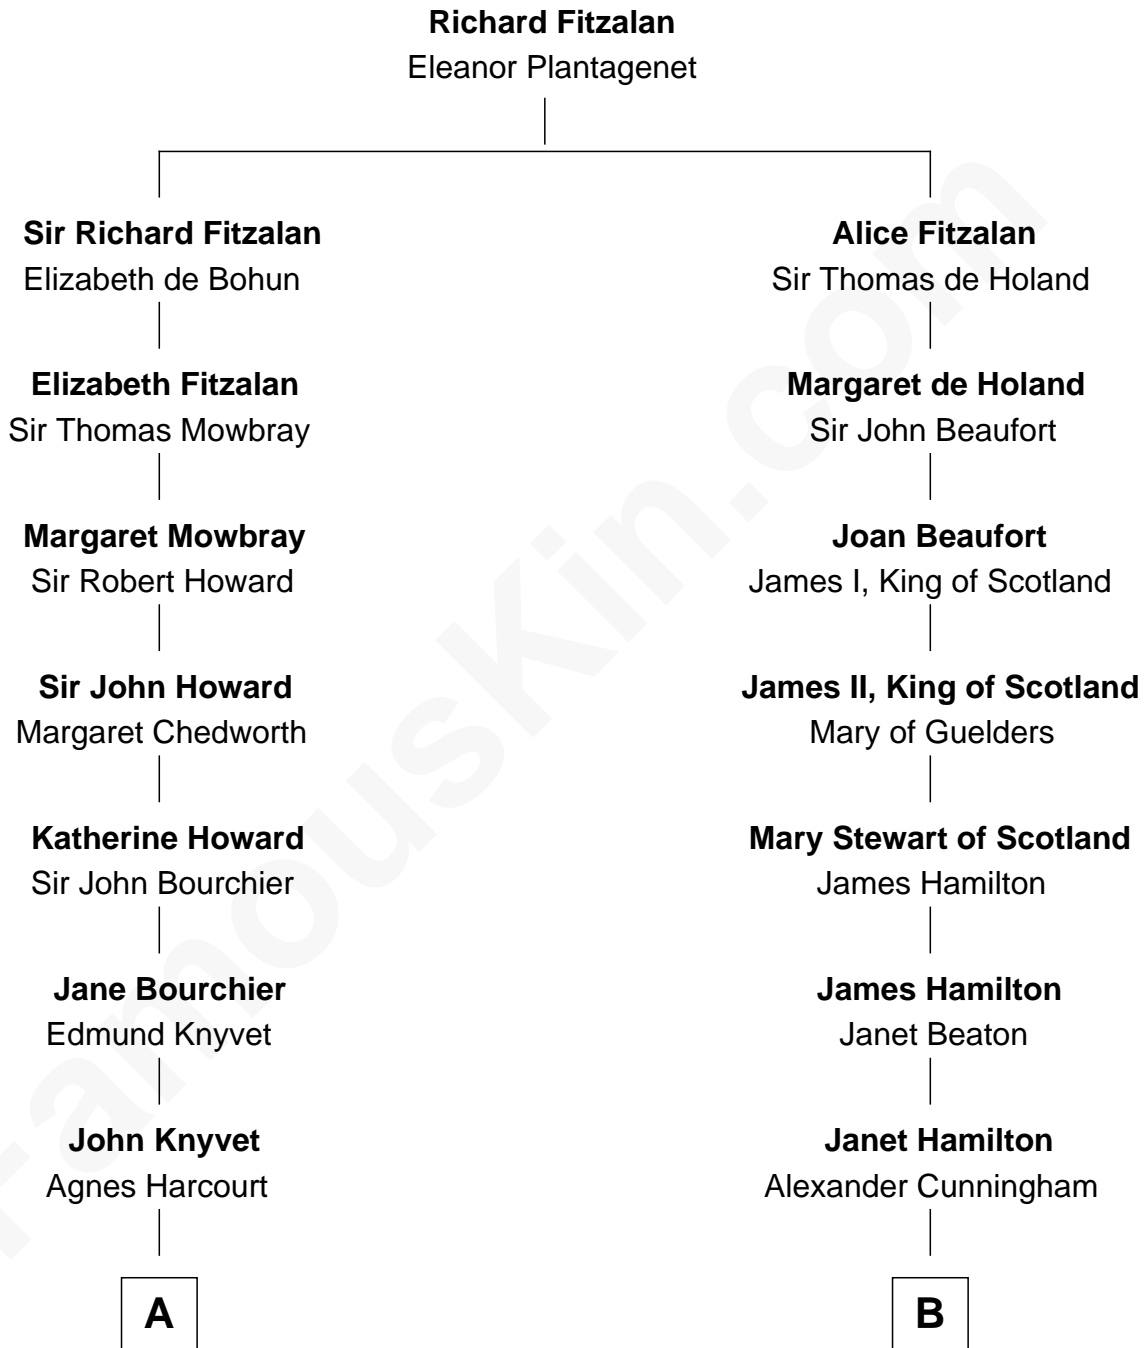 Richard Fitzalan
Eleanor Plantagenet
Sir Richard Fitzalan
Elizabeth de Bohun
Alice Fitzalan
Sir Thomas de Holand
Elizabeth Fitzalan
Sir Thomas Mowbray
Margaret de Holand
Sir John Beaufort
Margaret Mowbray
Sir Robert Howard
Joan Beaufort
James I, King of Scotland
Sir John Howard
Margaret Chedworth
James II, King of Scotland
Mary of Guelders
Katherine Howard
Sir John Bourchier
Mary Stewart of Scotland
James Hamilton
Jane Bourchier
Edmund Knyvet
James Hamilton
Janet Beaton
John Knyvet
Agnes Harcourt
Janet Hamilton
Alexander Cunningham
A
B
FamousKin.com